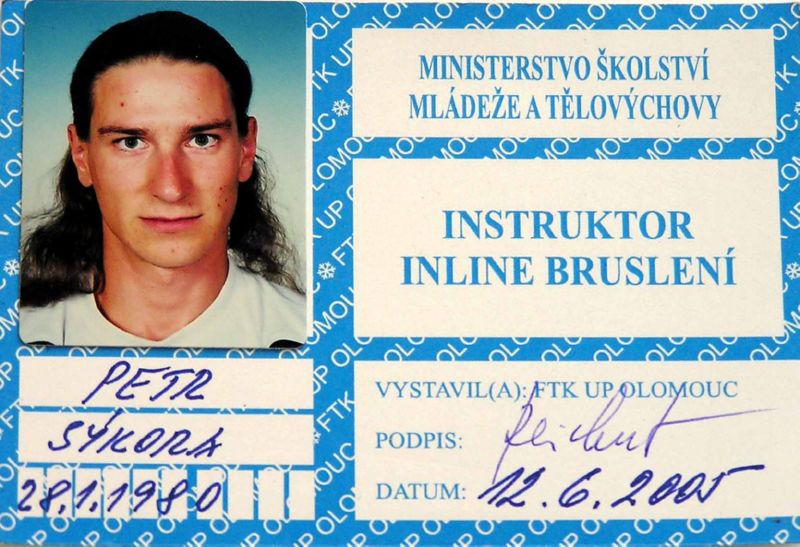 MINISTERSTVO ŠKOLSTVÍ
MLÁDEŽE A TĚLOVÝCHOVY
INSTRUKTOR
INLINE BRUSLENÍ
PETR
SÝKORA
28.1.1980
VYSTAVIL(A): FTK UP OLOMOUC
PODPIS:
DATUM: 12.6.2005